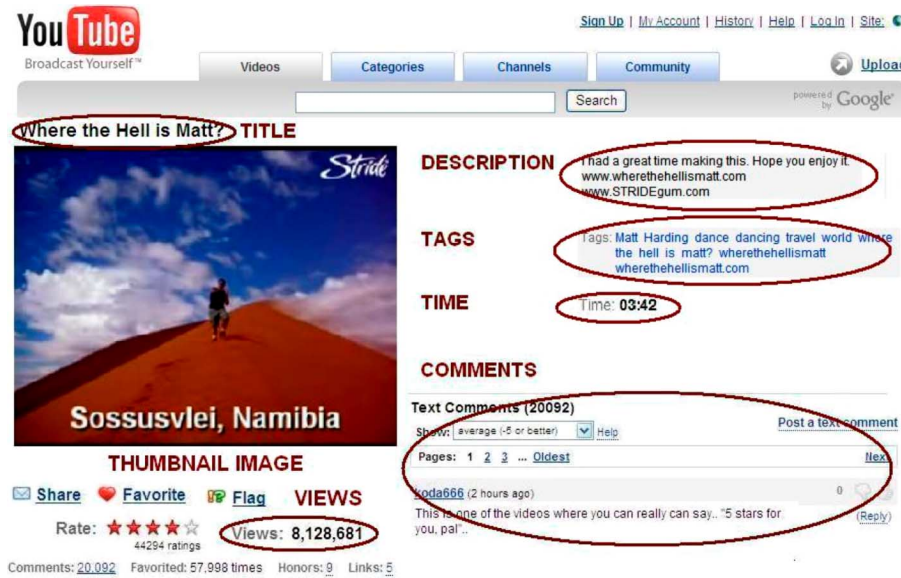 You Tube
Broadcast Yourself™
Sign Up | My Account | History | Help | Log In | Site:
Videos Categories Channels Community Upload
Search
powered by Google
Where the Hell is Matt? TITLE
Stride
Sossusvlei, Namibia
THUMBNAIL IMAGE
Share Favorite Flag VIEWS
Rate:
44294 ratings
Views: 8,128,681
Comments: 20,092 Favorited: 57,998 times Honors: 9 Links: 5
DESCRIPTION
I had a great time making this. Hope you enjoy it.
www.wherethehellismatt.com
www.STRIDEgum.com
TAGS
Tags: Matt Harding dance dancing travel world where
the hell is matt? wherethehellismatt
wherethehellismatt.com
TIME
Time: 03:42
COMMENTS
Text Comments (20092)
Post a text comment
Show: average (-5 or better) Help
Pages: 1 2 3 ... Oldest Next
koda666 (2 hours ago) 0
This is one of the videos where you can really can say.. "5 stars for
you, pal"..
(Reply)